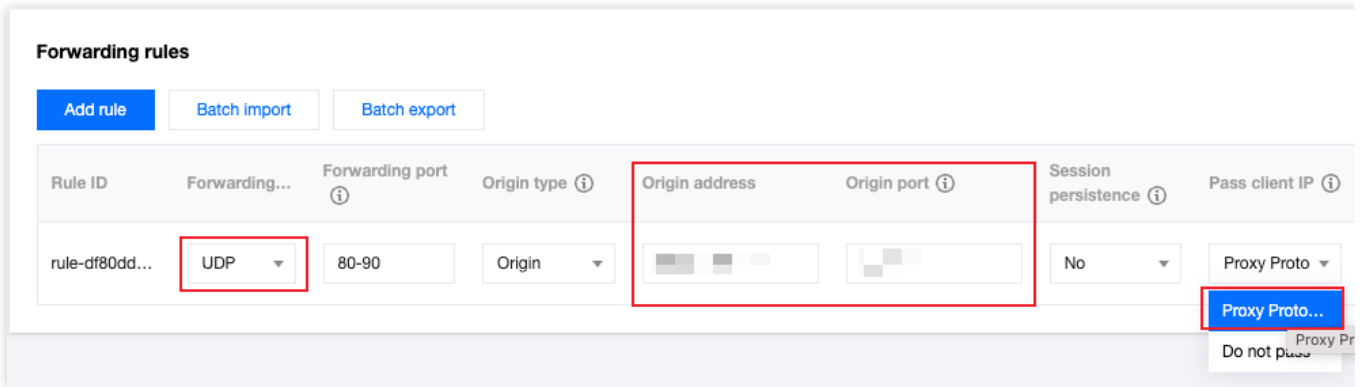 Forwarding rules
Add rule Batch import Batch export
Rule ID Forwarding... Forwarding port Origin type Origin address Origin port Session persistence Pass client IP
rule-df80dd... UDP 80-90 Origin No Proxy Proto
Proxy Proto...
Proxy Pr
Do not pass